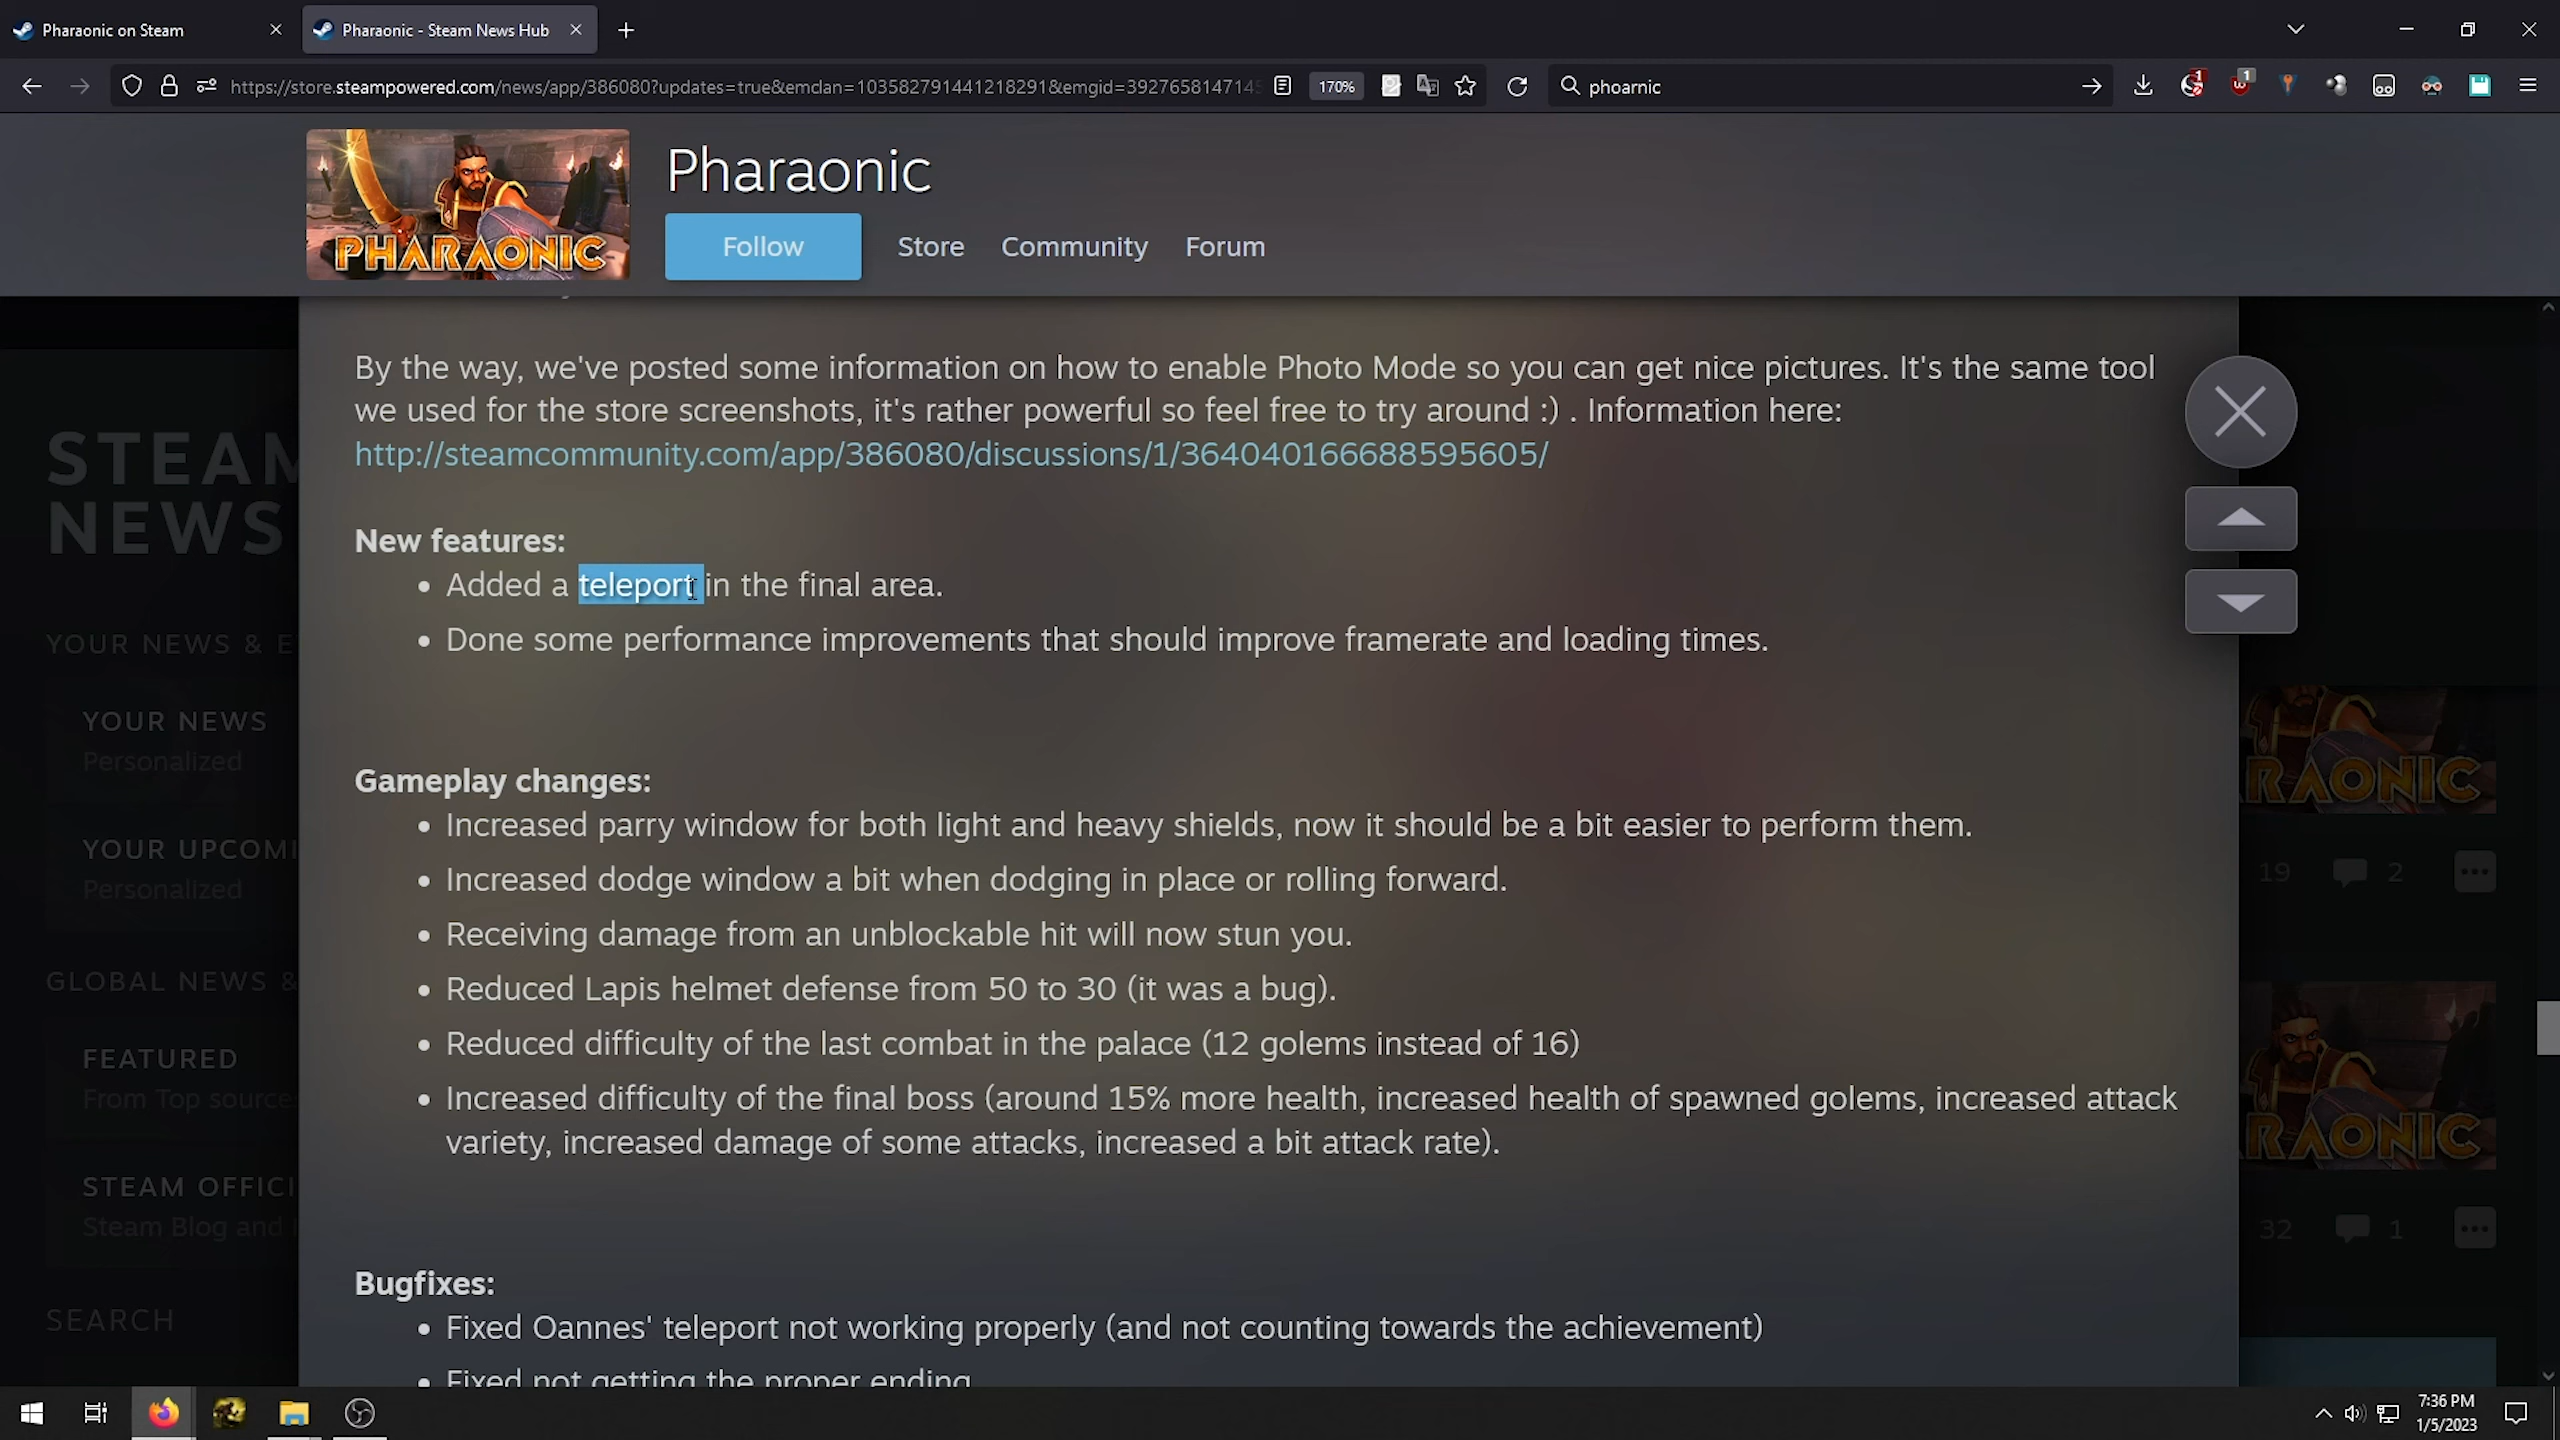 Pharaonic on Steam
Pharaonic - Steam News Hub
https://store.steampowered.com/news/app/386080?updates=true&emclan=103582791441218291&emgid=3927658147145
170%
phoarnic
1
1
PHARAONIC
Pharaonic
Follow
Store
Community
Forum
By the way, we've posted some information on how to enable Photo Mode so you can get nice pictures. It's the same tool
we used for the store screenshots, it's rather powerful so feel free to try around :) . Information here:
http://steamcommunity.com/app/386080/discussions/1/364040166688595605/
New features:
• Added a teleport in the final area.
• Done some performance improvements that should improve framerate and loading times.
Gameplay changes:
• Increased parry window for both light and heavy shields, now it should be a bit easier to perform them.
• Increased dodge window a bit when dodging in place or rolling forward.
• Receiving damage from an unblockable hit will now stun you.
• Reduced Lapis helmet defense from 50 to 30 (it was a bug).
• Reduced difficulty of the last combat in the palace (12 golems instead of 16)
• Increased difficulty of the final boss (around 15% more health, increased health of spawned golems, increased attack
variety, increased damage of some attacks, increased a bit attack rate).
Bugfixes:
• Fixed Oannes' teleport not working properly (and not counting towards the achievement)
• Fixed not getting the proper ending
STEAM
NEWS
YOUR NEWS & E
YOUR NEWS
Personalized
YOUR UPCOMI
Personalized
GLOBAL NEWS &
FEATURED
From Top source
STEAM OFFICI
Steam Blog and
SEARCH
RAONIC
19
2
ARAONIC
32
1
7:36 PM
1/5/2023